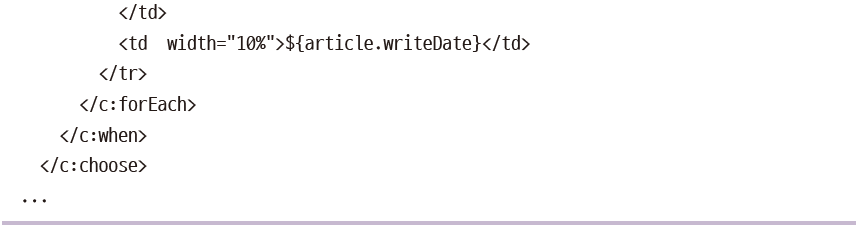 </td>
<td  width="10%">${article.writeDate}</td>
</tr>
</c:forEach>
</c:when>
</c:choose>
...